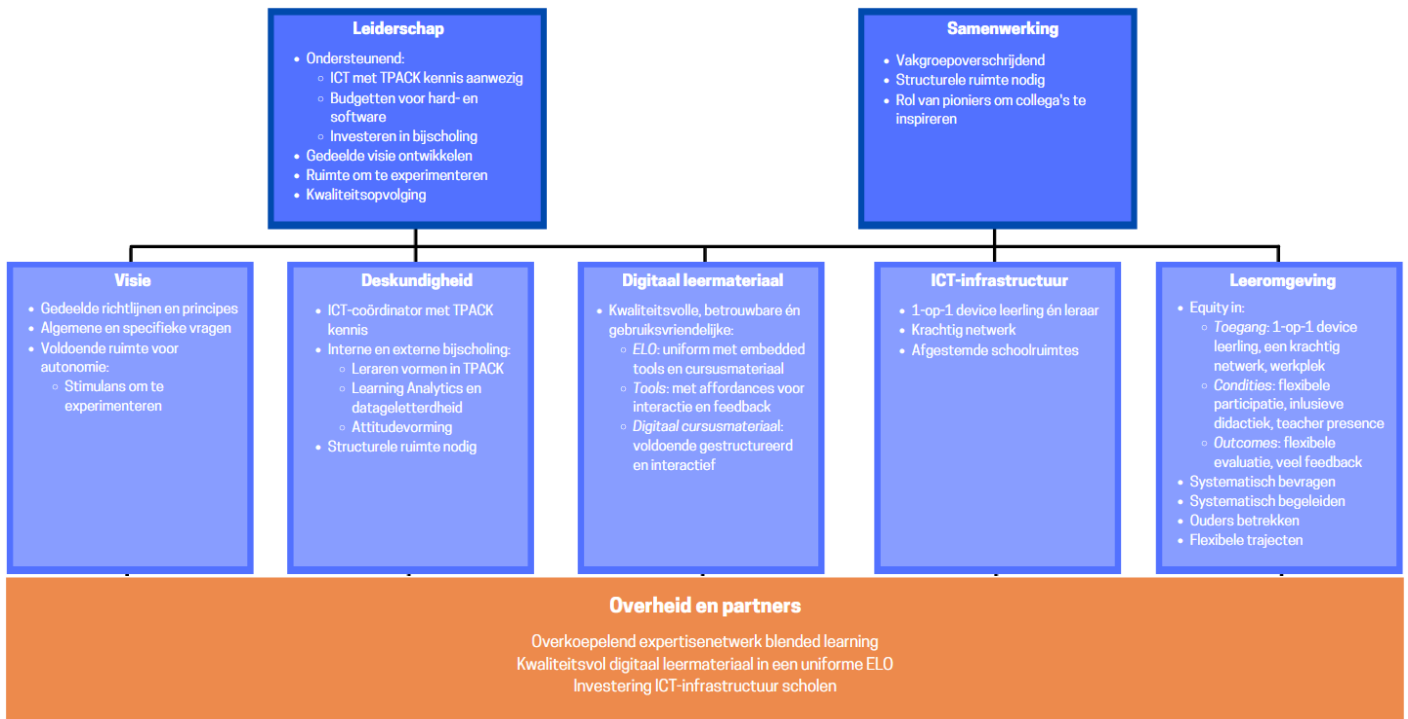 Leiderschap
• Ondersteunend:
◦ ICT met TPACK kennis aanwezig
◦ Budgetten voor hard- en
software
◦ Investeren in bijscholing
• Gedeelde visie ontwikkelen
• Ruimte om te experimenteren
• Kwaliteitsopvolging
Samenwerking
• Vakgroepoverschrijdend
• Structurele ruimte nodig
• Rol van pioniers om collega's te
inspireren
Visie
• Gedeelde richtlijnen en principes
• Algemene en specifieke vragen
• Voldoende ruimte voor
autonomie:
◦ Stimulans om te
experimenteren
Deskundigheid
• ICT-coördinator met TPACK
kennis
• Interne en externe bijscholing:
◦ Leraren vormen in TPACK
◦ Learning Analytics en
datageletterdheid
◦ Attitudevorming
• Structurele ruimte nodig
Digitaal leermateriaal
• Kwaliteitsvolle, betrouwbare én
gebruiksvriendelijke:
◦ ELO: uniform met embedded
tools en cursusmateriaal
◦ Tools: met affordances voor
interactie en feedback
◦ Digitaal cursusmateriaal:
voldoende gestructureerd
en interactief
ICT-infrastructuur
• 1-op-1 device leerling én leraar
• Krachtig netwerk
• Afgestemde schoolruimtes
Leeromgeving
• Equity in:
◦ Toegang: 1-op-1 device
leerling, een krachtig
netwerk, werkplek
◦ Condities: flexibele
participatie, inlusieve
didactiek, teacher presence
◦ Outcomes: flexibele
evaluatie, veel feedback
• Systematisch bevragen
• Systematisch begeleiden
• Ouders betrekken
• Flexibele trajecten
Overheid en partners
Overkoepelend expertisenetwerk blended learning
Kwaliteitsvol digitaal leermateriaal in een uniforme ELO
Investering ICT-infrastructuur scholen